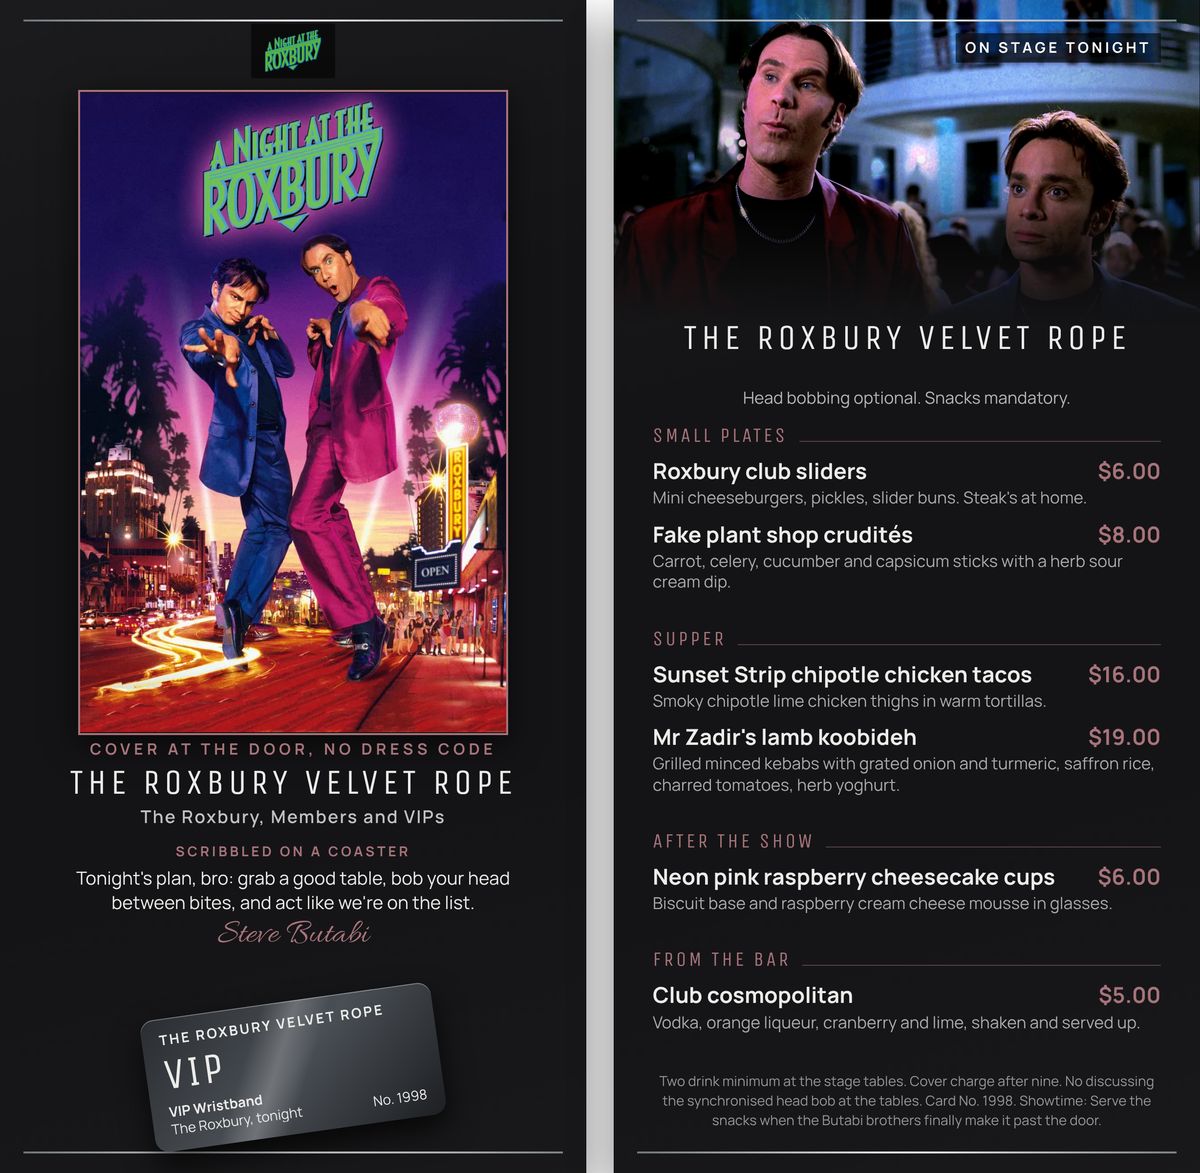 A NIGHT AT THE
ROXBURY
A NIGHT AT THE
ROXBURY
ROXBURY
OPEN
COVER AT THE DOOR, NO DRESS CODE
THE ROXBURY VELVET ROPE
The Roxbury, Members and VIPs
SCRIBBLED ON A COASTER
Tonight's plan, bro: grab a good table, bob your head
between bites, and act like we're on the list.
Steve Butabi
THE ROXBURY VELVET ROPE
VIP
VIP Wristband
The Roxbury, tonight
No. 1998
ON STAGE TONIGHT
THE ROXBURY VELVET ROPE
Head bobbing optional. Snacks mandatory.
SMALL PLATES
Roxbury club sliders $6.00
Mini cheeseburgers, pickles, slider buns. Steak's at home.
Fake plant shop crudités $8.00
Carrot, celery, cucumber and capsicum sticks with a herb sour
cream dip.
SUPPER
Sunset Strip chipotle chicken tacos $16.00
Smoky chipotle lime chicken thighs in warm tortillas.
Mr Zadir's lamb koobideh $19.00
Grilled minced kebabs with grated onion and turmeric, saffron rice,
charred tomatoes, herb yoghurt.
AFTER THE SHOW
Neon pink raspberry cheesecake cups $6.00
Biscuit base and raspberry cream cheese mousse in glasses.
FROM THE BAR
Club cosmopolitan $5.00
Vodka, orange liqueur, cranberry and lime, shaken and served up.
Two drink minimum at the stage tables. Cover charge after nine. No discussing
the synchronised head bob at the tables. Card No. 1998. Showtime: Serve the
snacks when the Butabi brothers finally make it past the door.